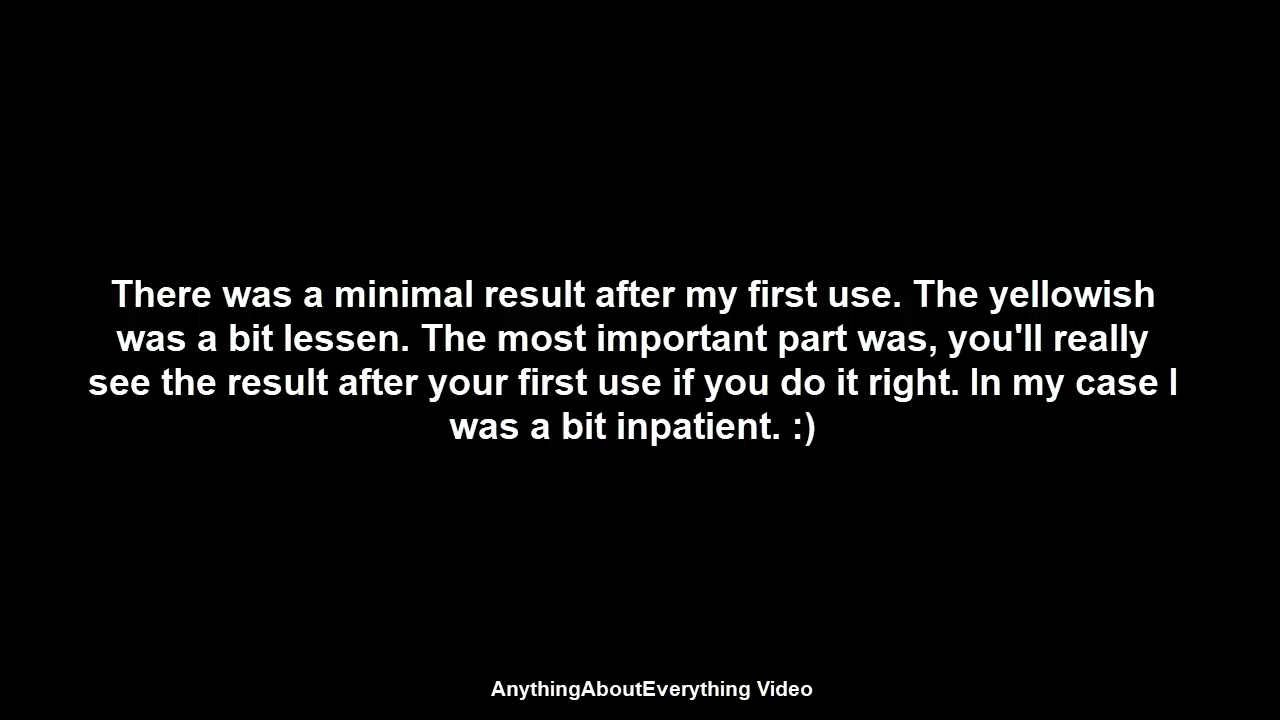 There was a minimal result after my first use. The yellowish
was a bit lessen. The most important part was, you'll really
see the result after your first use if you do it right. In my case I
was a bit inpatient. :)
AnythingAboutEverything Video